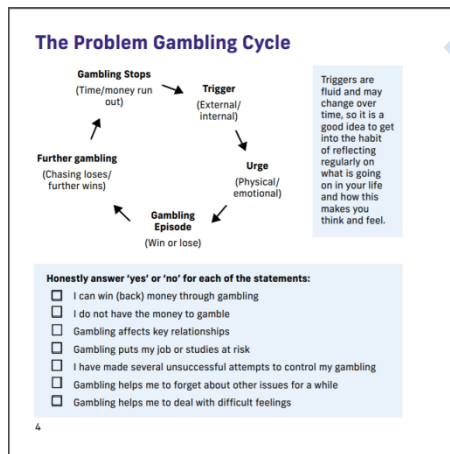 The Problem Gambling Cycle
Gambling Stops
(Time/money run
out)
Trigger
(External/
internal)
Urge
(Physical/
emotional)
Gambling
Episode
(Win or lose)
Further gambling
(Chasing loses/
further wins)
Triggers are
fluid and may
change over
time, so it is a
good idea to get
into the habit
of reflecting
regularly on
what is going
on in your life
and how this
makes you
think and feel.
Honestly answer ‘yes’ or ‘no’ for each of the statements:
I can win (back) money through gambling
I do not have the money to gamble
Gambling affects key relationships
Gambling puts my job or studies at risk
I have made several unsuccessful attempts to control my gambling
Gambling helps me to forget about other issues for a while
Gambling helps me to deal with difficult feelings
4